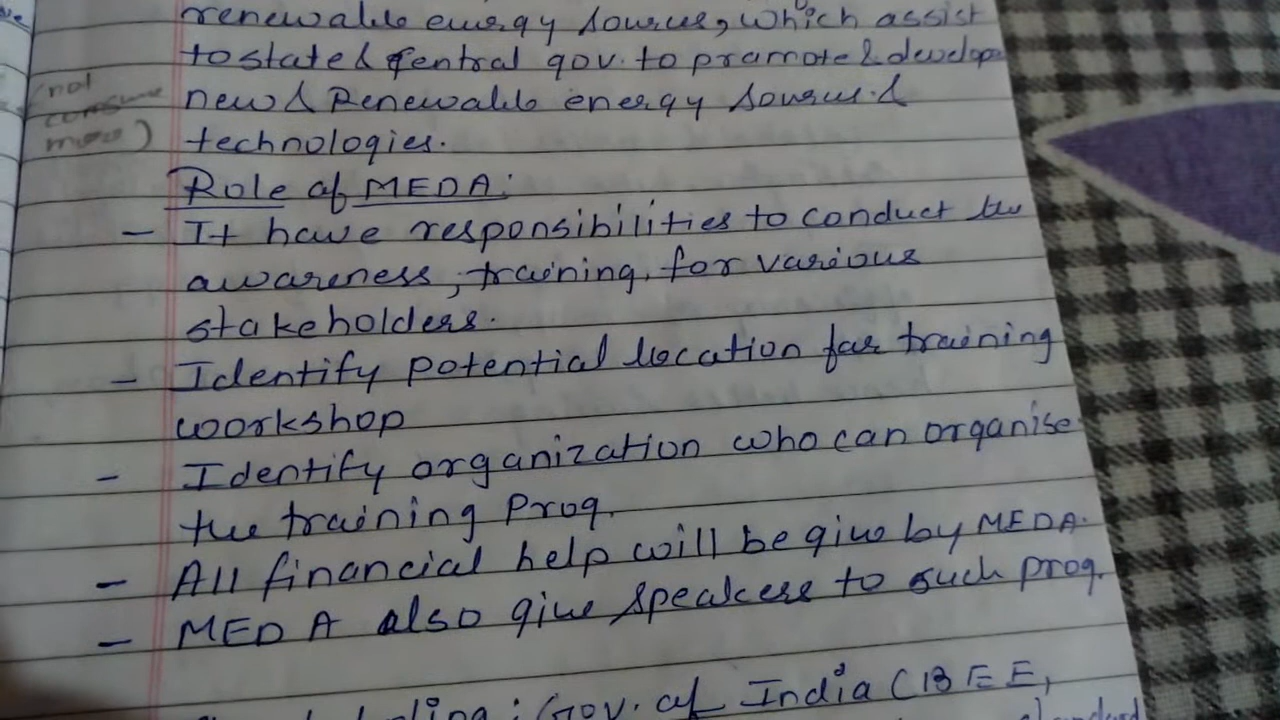 renewable energy sources, which assist
to state & Central gov. to promote & develop
new & Renewable energy sources &
technologies.
(not
consume
more)
Role of MEDA:
- It have responsibilities to conduct the
awareness, training, for various
stakeholders.
- Identify potential location for training
workshop
- Identify organization who can organise
the training Prog.
- All financial help will be give by MEDA.
- MEDA also give speakers to such prog.
: Gov. of India (BEE,